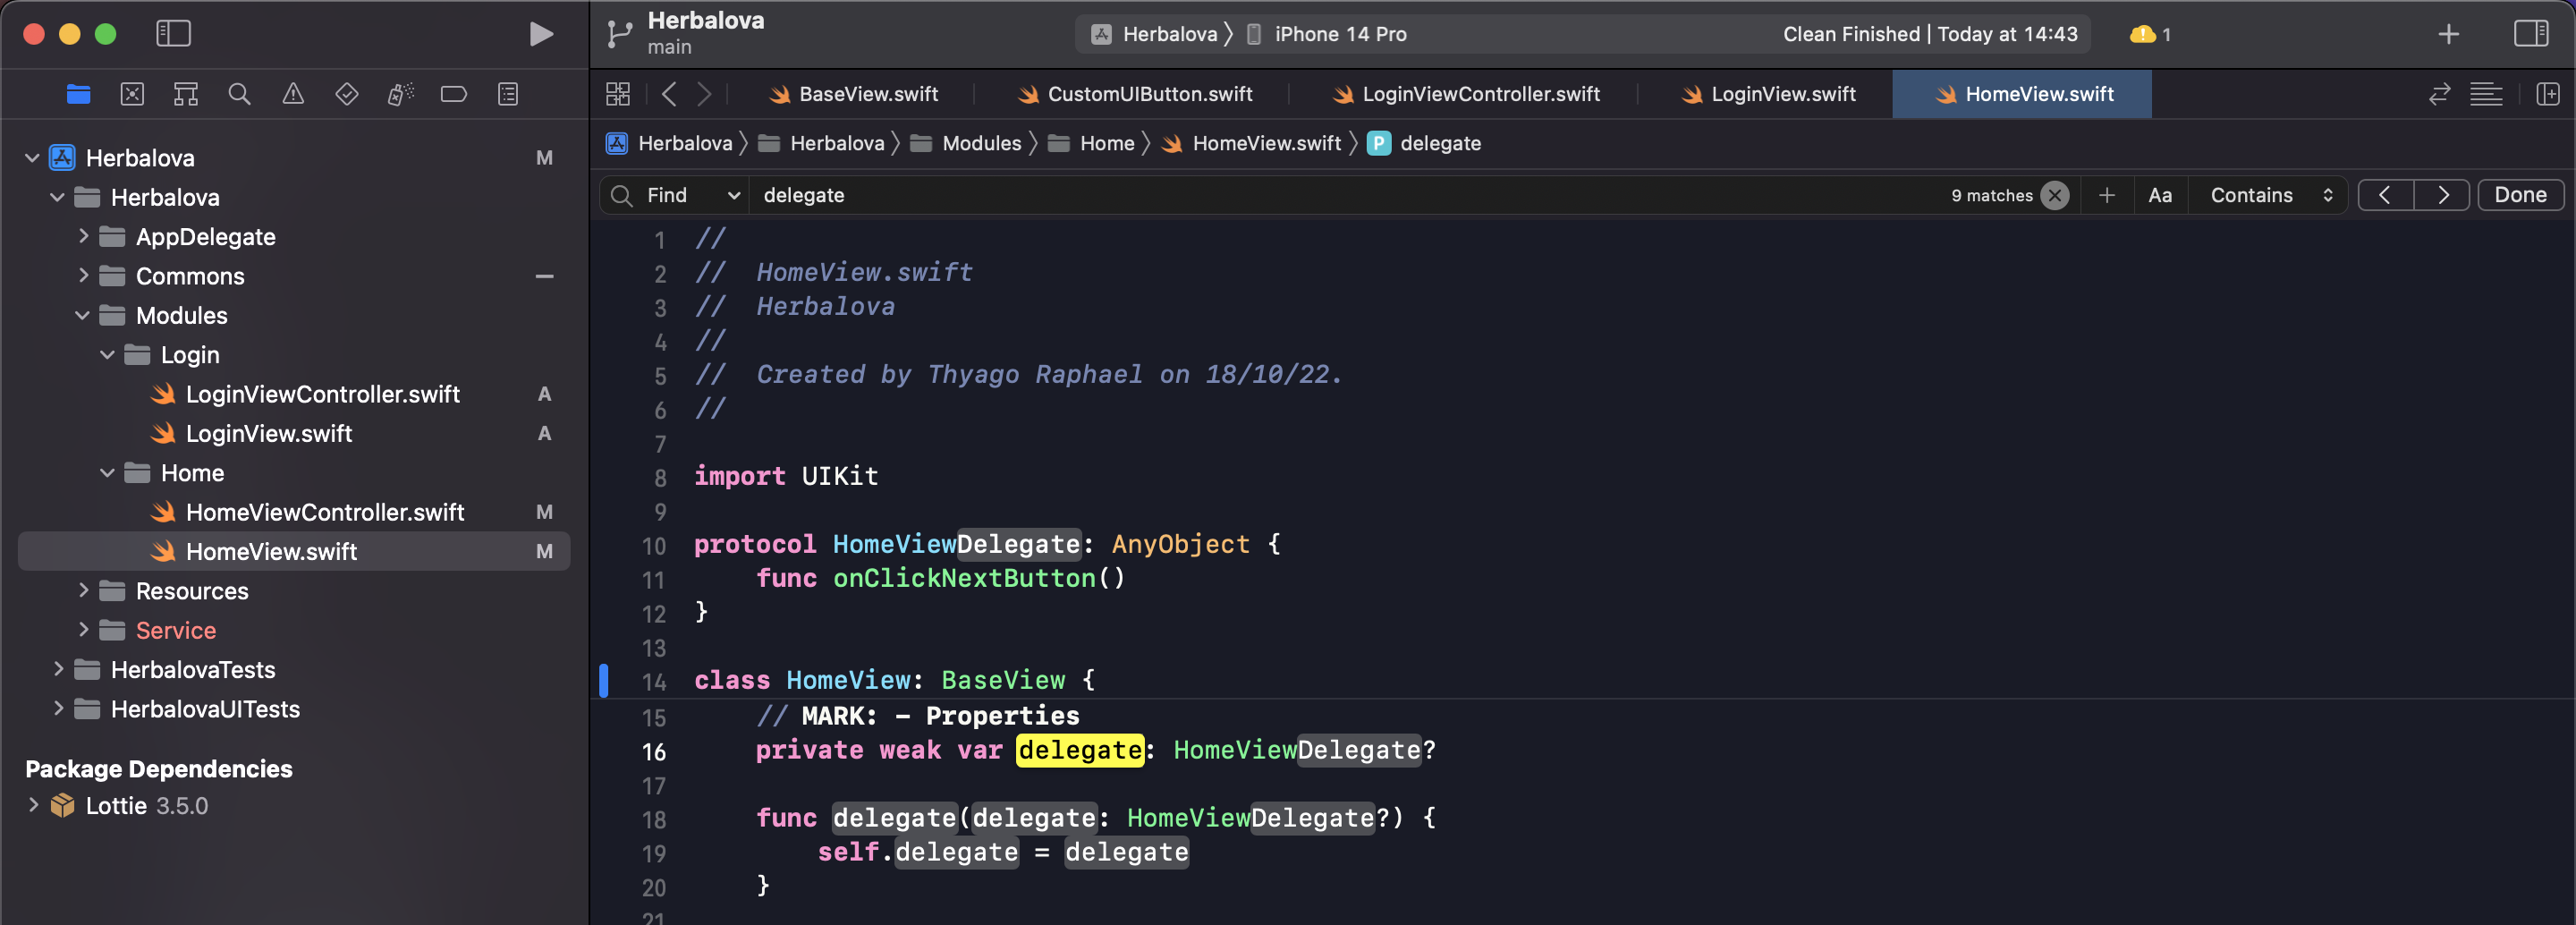 Herbalova
main
Herbalova
iPhone 14 Pro
Clean Finished | Today at 14:43
1
BaseView.swift
CustomUIButton.swift
LoginViewController.swift
LoginView.swift
HomeView.swift
Herbalova M
Herbalova
AppDelegate
Commons
Modules
Login
LoginViewController.swift A
LoginView.swift A
Home
HomeViewController.swift M
HomeView.swift M
Resources
Service
HerbalovaTests
HerbalovaUITests
Package Dependencies
Lottie 3.5.0
Herbalova Herbalova Modules Home HomeView.swift P delegate
Find delegate 9 matches Aa Contains Done
1 //
2 //  HomeView.swift
3 //  Herbalova
4 //
5 //  Created by Thyago Raphael on 18/10/22.
6 //
7
8 import UIKit
9
10 protocol HomeViewDelegate: AnyObject {
11     func onClickNextButton()
12 }
13
14 class HomeView: BaseView {
15     // MARK: - Properties
16     private weak var delegate: HomeViewDelegate?
17
18     func delegate(delegate: HomeViewDelegate?) {
19         self.delegate = delegate
20     }
21